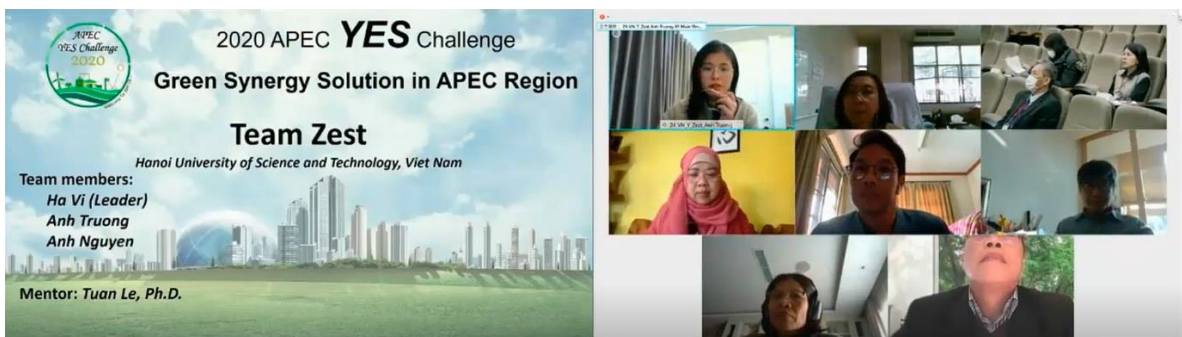 APEC
YES Challenge
2020
2020 APEC YES Challenge
Green Synergy Solution in APEC Region
Team Zest
Hanoi University of Science and Technology, Viet Nam
Team members:
Ha Vi (Leader)
Anh Truong
Anh Nguyen
Mentor: Tuan Le, Ph.D.